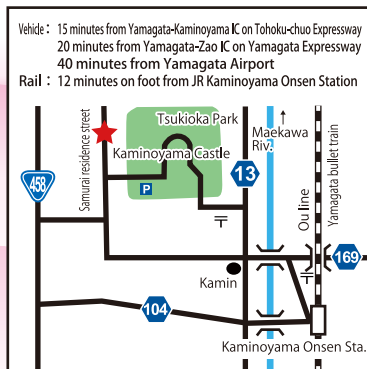 Vehicle : 15 minutes from Yamagata-Kaminoyama IC on Tohoku-chuo Expressway
20 minutes from Yamagata-Zao IC on Yamagata Expressway
40 minutes from Yamagata Airport
Rail : 12 minutes on foot from JR Kaminoyama Onsen Station
Tsukioka Park
Kaminoyama Castle
Samurai residence street
Maekawa
Riv.
Ou line
Yamagata bullet train
458
P
13
〒
169
〒
Kamin
104
Kaminoyama Onsen Sta.